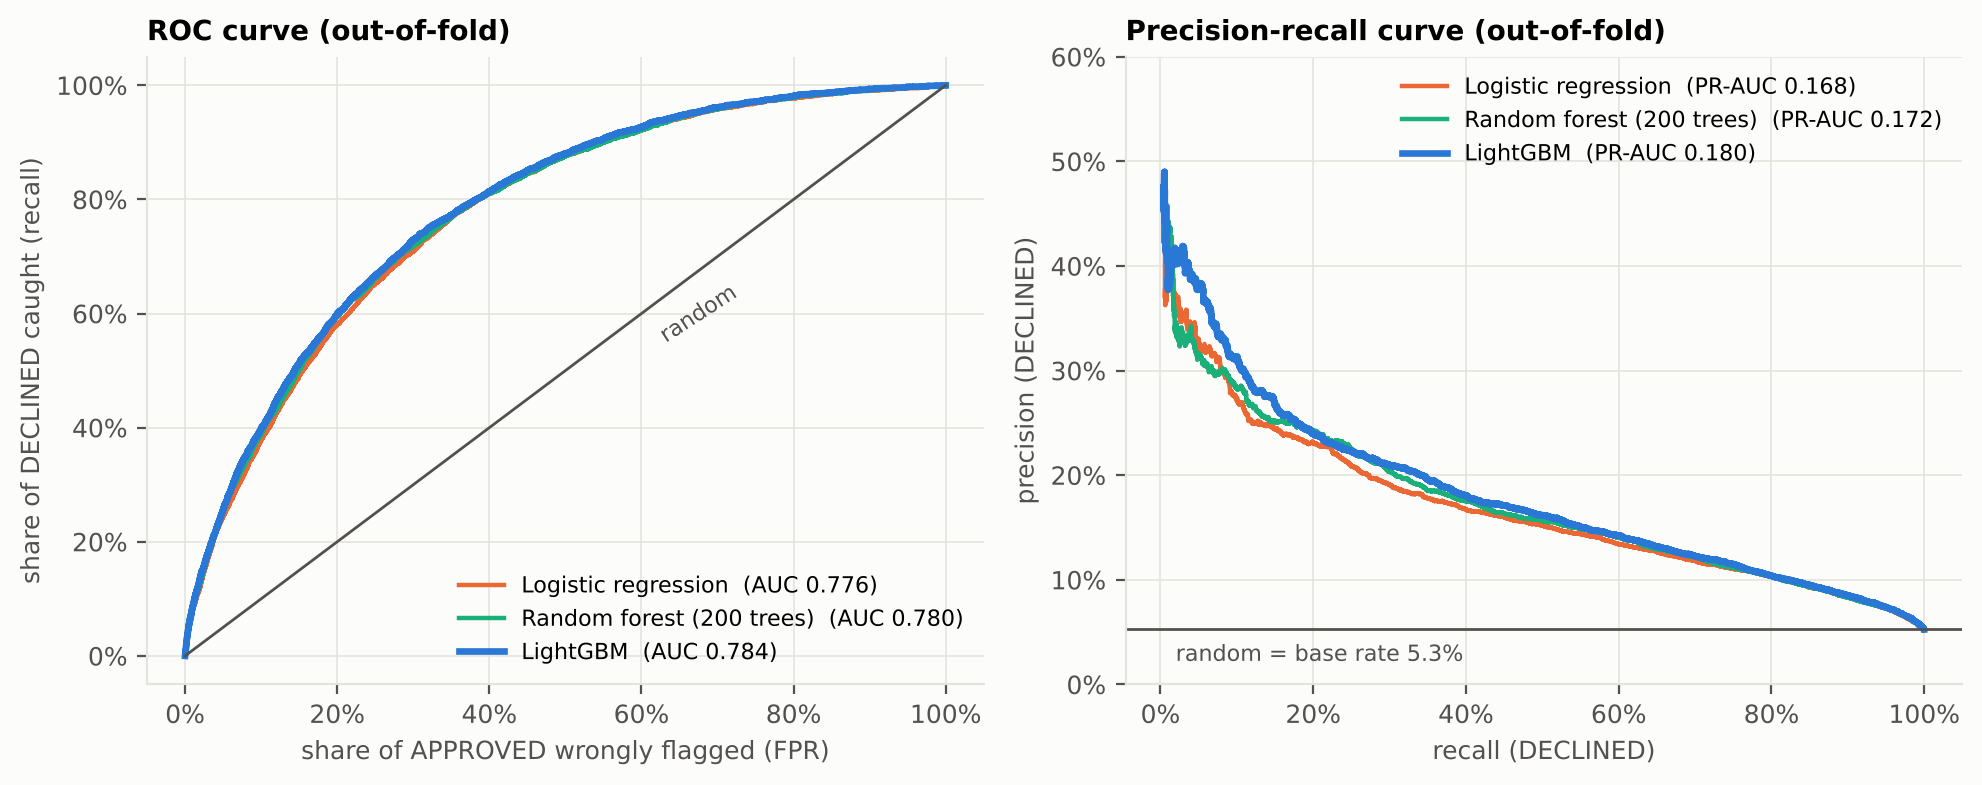 ROC curve (out-of-fold)
share of DECLINED caught (recall)
100%
80%
60%
40%
20%
0%
random
Logistic regression (AUC 0.776)
Random forest (200 trees) (AUC 0.780)
LightGBM (AUC 0.784)
0% 20% 40% 60% 80% 100%
share of APPROVED wrongly flagged (FPR)
Precision-recall curve (out-of-fold)
precision (DECLINED)
60%
50%
40%
30%
20%
10%
0%
Logistic regression (PR-AUC 0.168)
Random forest (200 trees) (PR-AUC 0.172)
LightGBM (PR-AUC 0.180)
random = base rate 5.3%
0% 20% 40% 60% 80% 100%
recall (DECLINED)